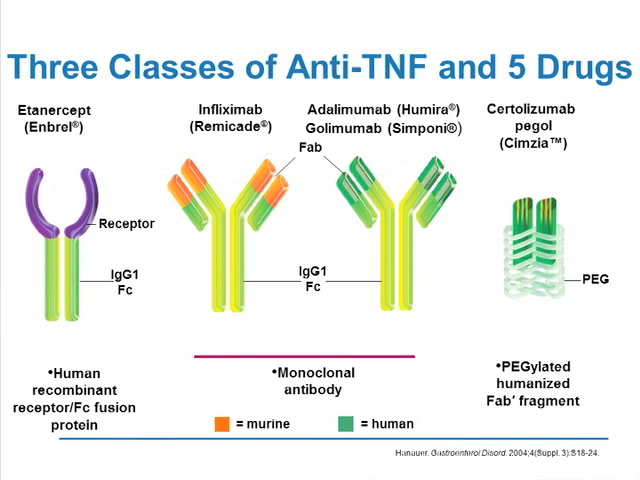 Three Classes of Anti-TNF and 5 Drugs
Etanercept
(Enbrel®)
Infliximab
(Remicade®)
Adalimumab (Humira®)
Golimumab (Simponi®)
Certolizumab
pegol
(Cimzia™)
Fab
Receptor
IgG1
Fc
IgG1
Fc
PEG
•Human
recombinant
receptor/Fc fusion
protein
•Monoclonal
antibody
•PEGylated
humanized
Fab′ fragment
= murine
= human
Hanauer. Gastroenterol Disord. 2004;4(Suppl. 3):S18-24.